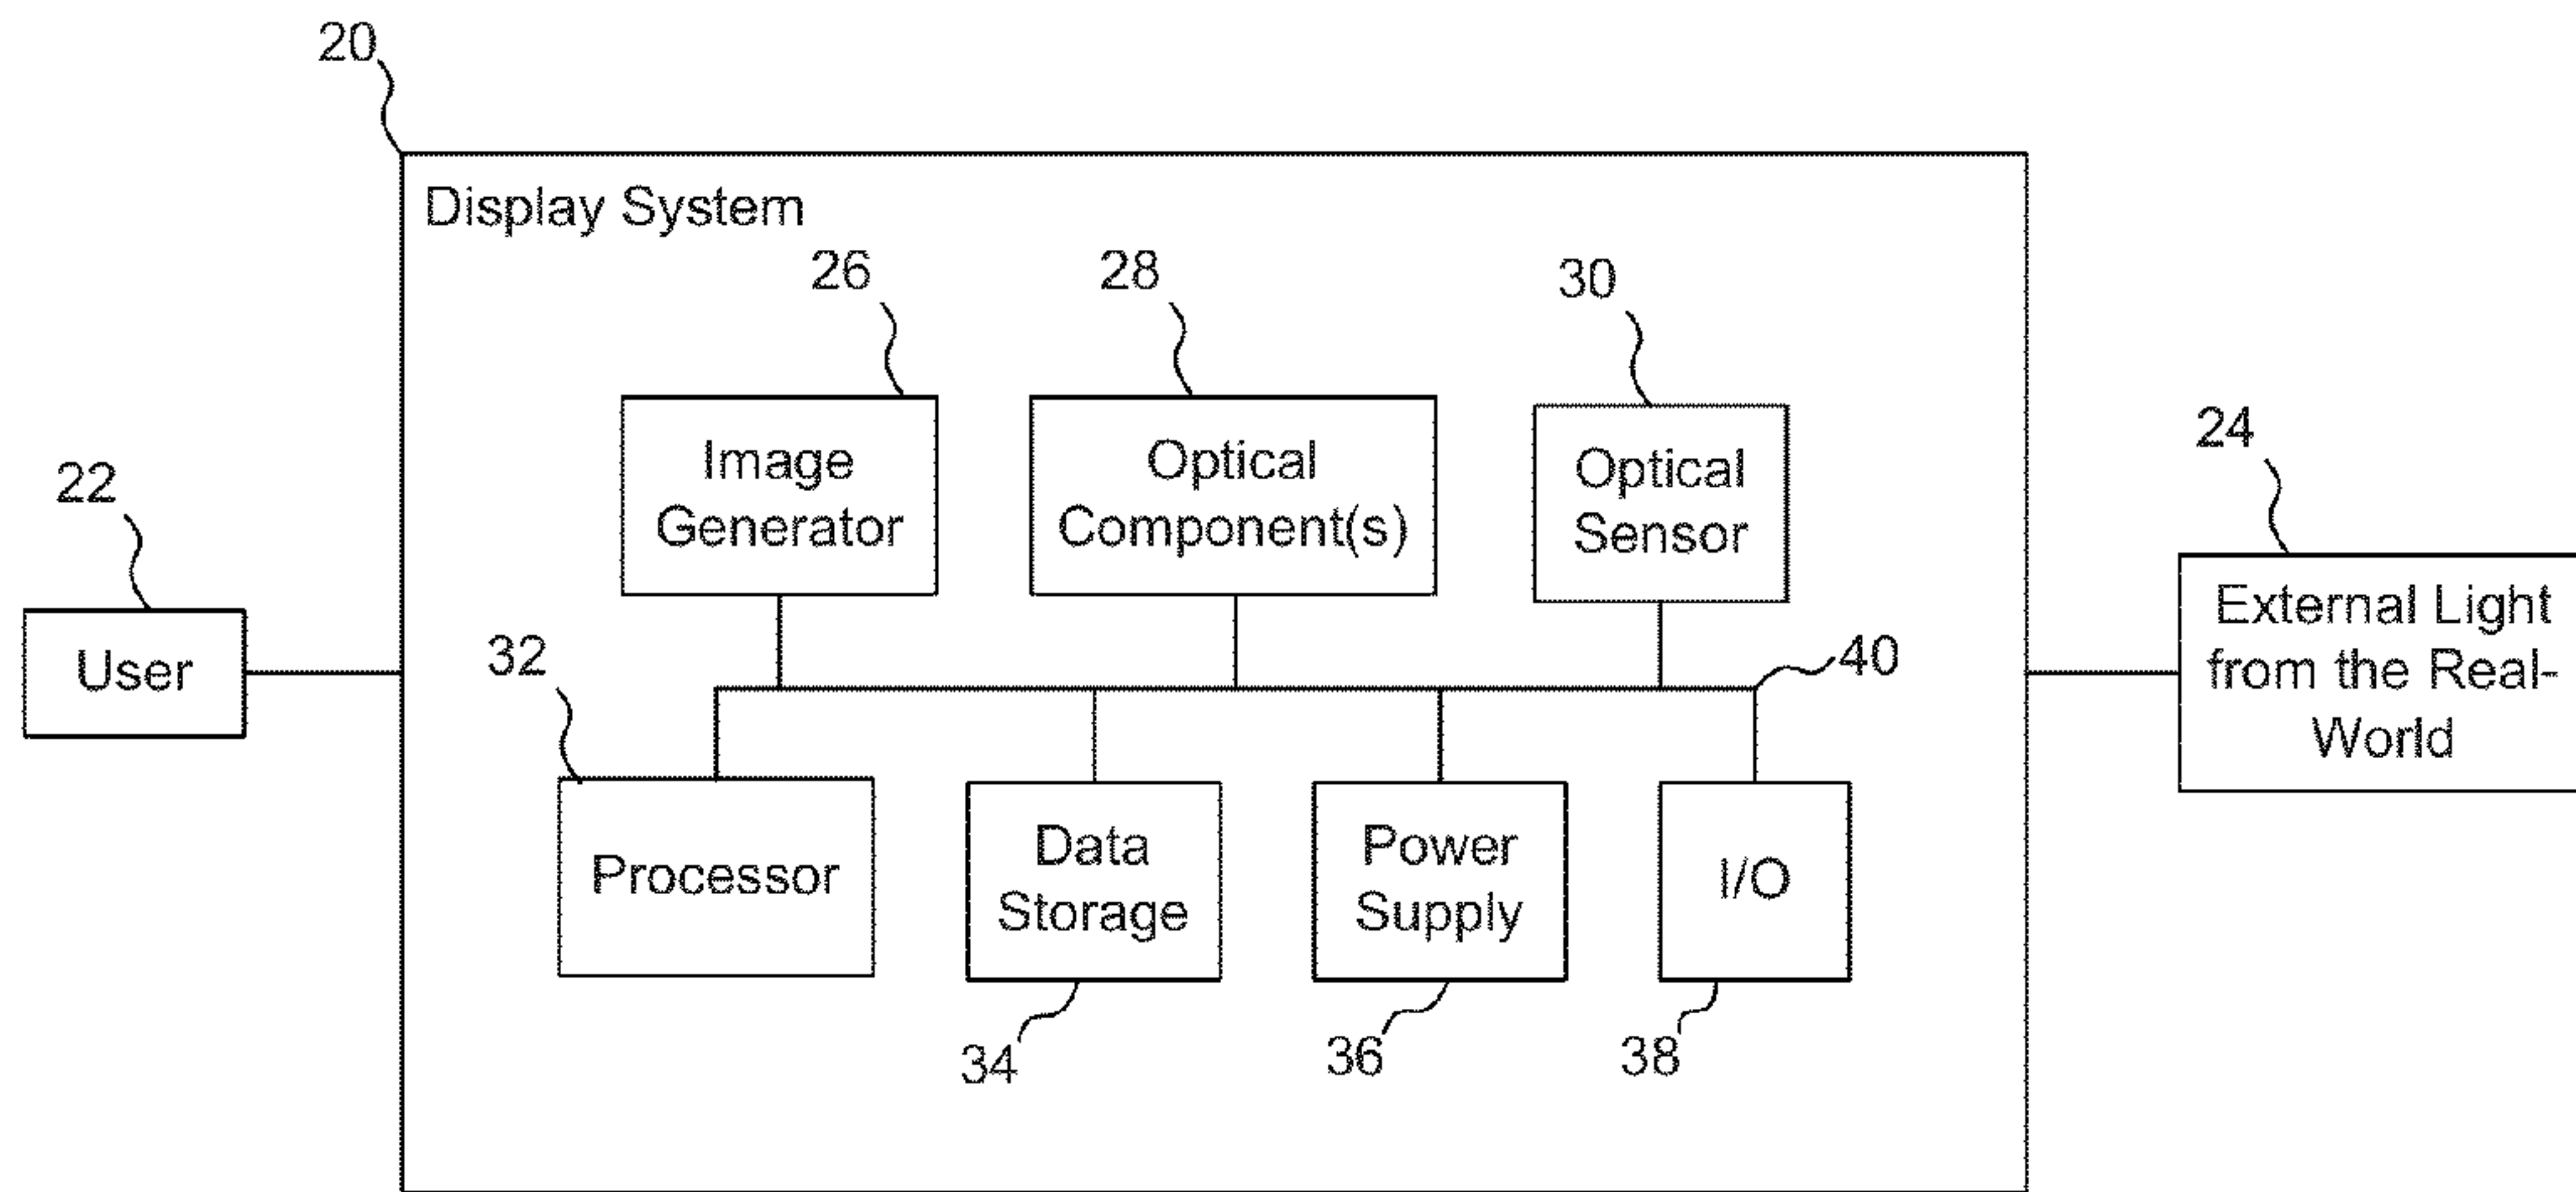 20
Display System
26
28
30
Image
Generator
Optical
Component(s)
Optical
Sensor
22
User
24
External Light
from the Real-
World
32
40
Processor
Data
Storage
Power
Supply
I/O
34
36
38